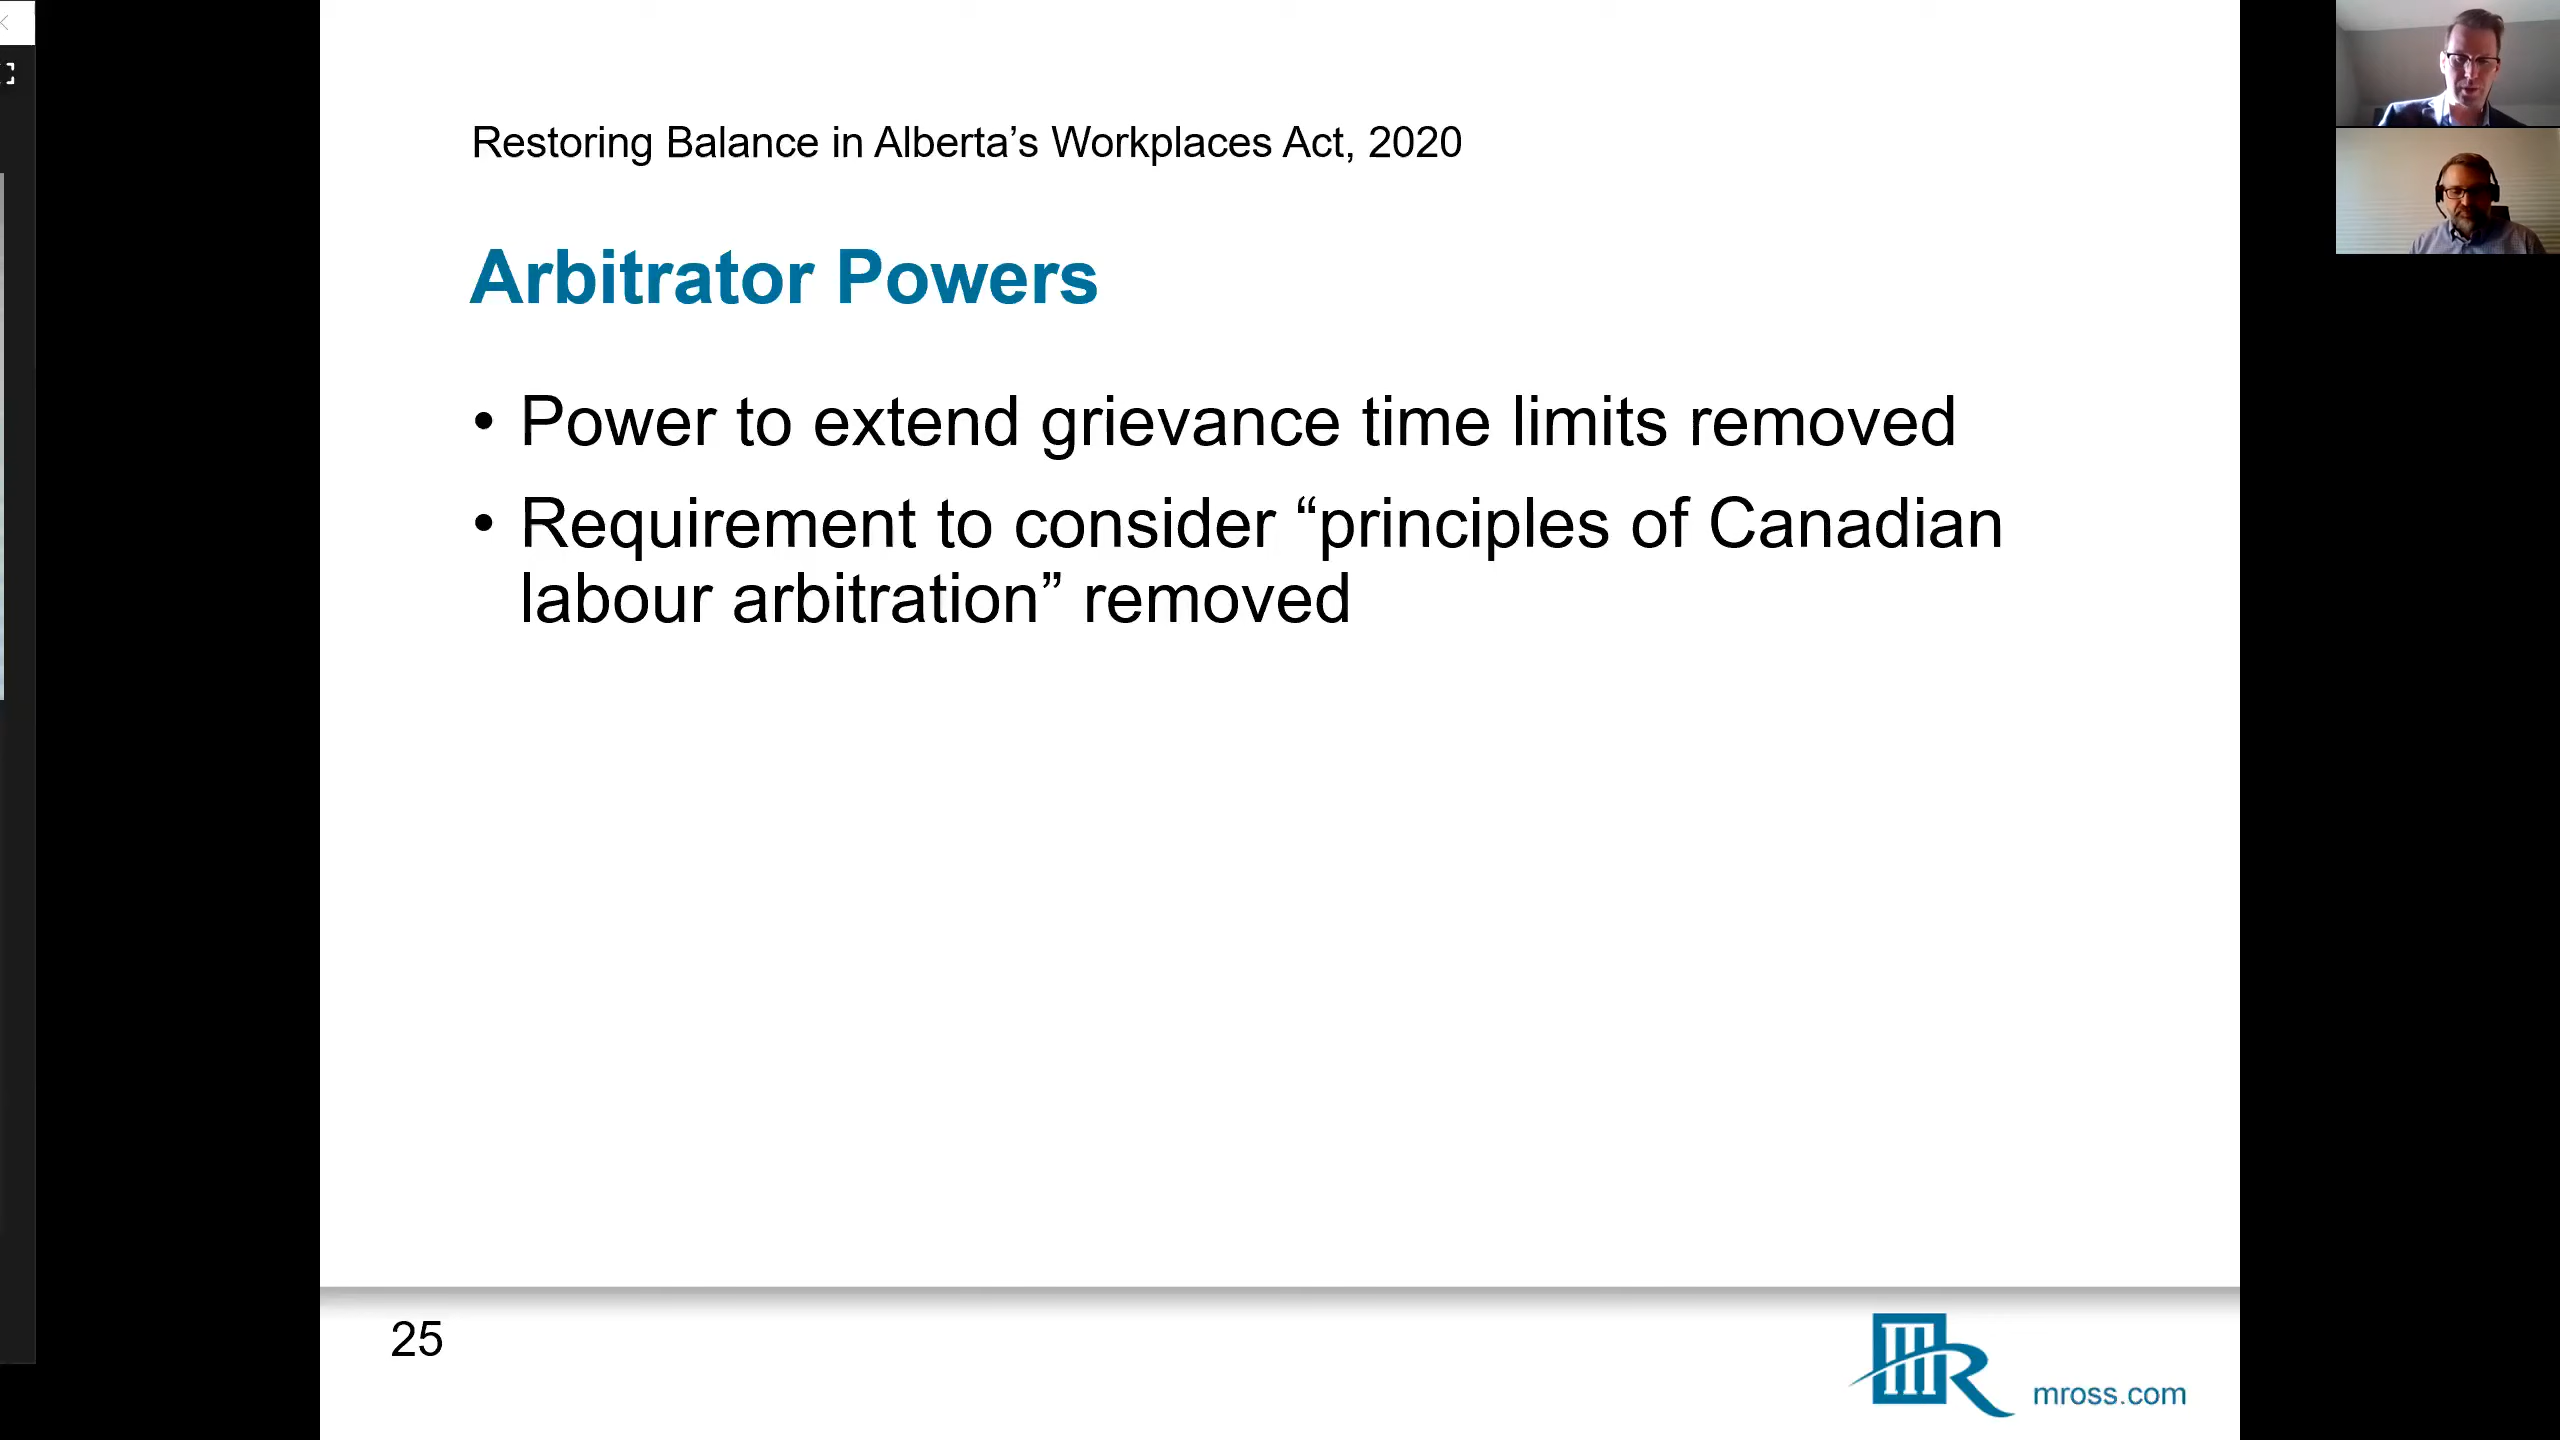 Restoring Balance in Alberta’s Workplaces Act, 2020
Arbitrator Powers
• Power to extend grievance time limits removed
• Requirement to consider “principles of Canadian
labour arbitration” removed
25
mross.com